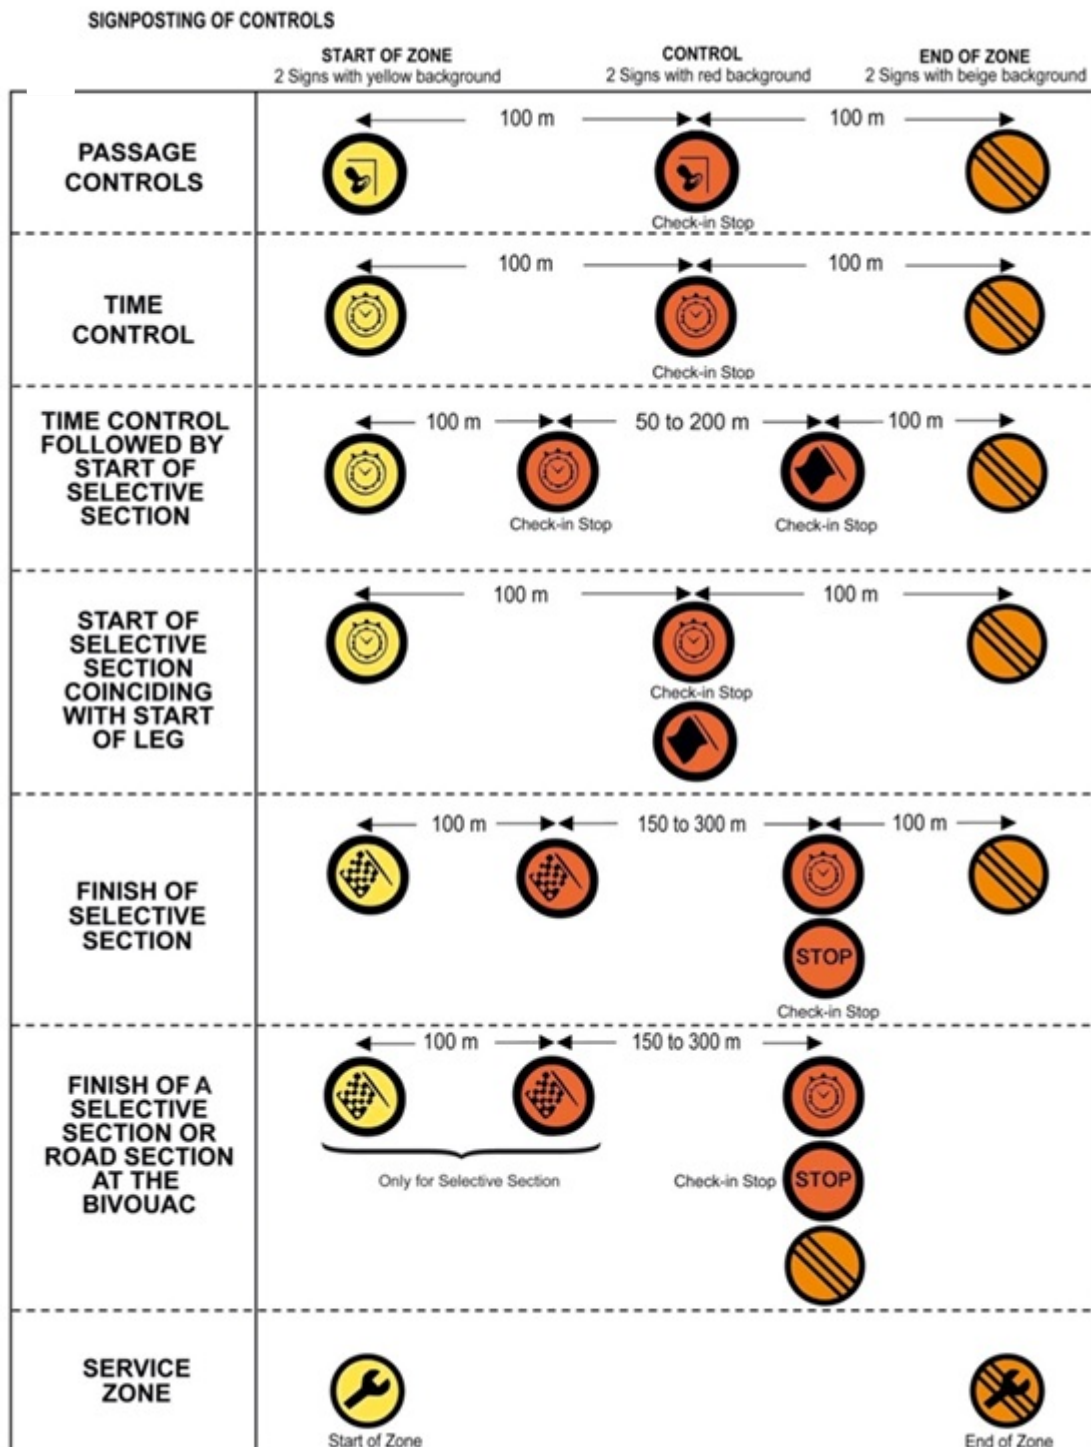 SIGNPOSTING OF CONTROLS
START OF ZONE
2 Signs with yellow background
CONTROL
2 Signs with red background
END OF ZONE
2 Signs with beige background
PASSAGE
CONTROLS
100 m
100 m
Check-in Stop
TIME
CONTROL
100 m
100 m
Check-in Stop
TIME CONTROL
FOLLOWED BY
START OF
SELECTIVE
SECTION
100 m
50 to 200 m
100 m
Check-in Stop
Check-in Stop
START OF
SELECTIVE
SECTION
COINCIDING
WITH START
OF LEG
100 m
100 m
Check-in Stop
FINISH OF
SELECTIVE
SECTION
100 m
150 to 300 m
100 m
STOP
Check-in Stop
FINISH OF A
SELECTIVE
SECTION OR
ROAD SECTION
AT THE
BIVOUAC
100 m
150 to 300 m
Only for Selective Section
Check-in Stop
STOP
SERVICE
ZONE
Start of Zone
End of Zone